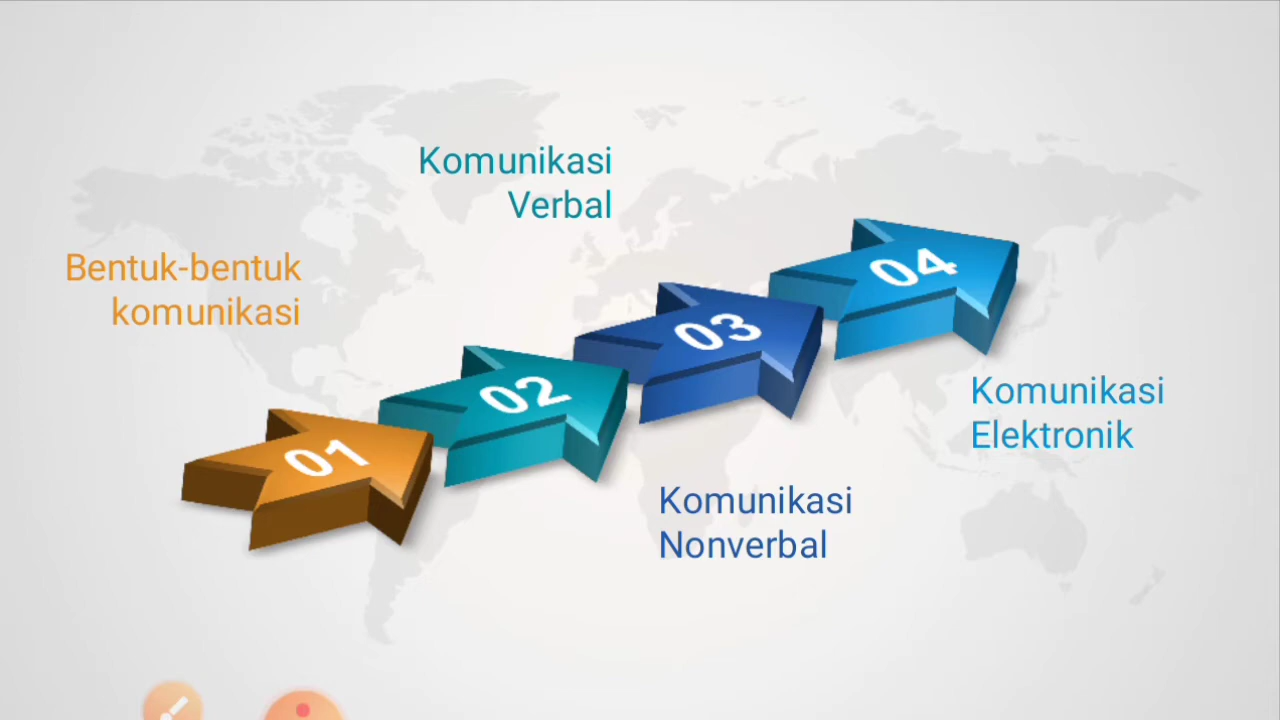 Bentuk-bentuk
komunikasi
01
Komunikasi
Verbal
02
Komunikasi
Nonverbal
03
Komunikasi
Elektronik
04